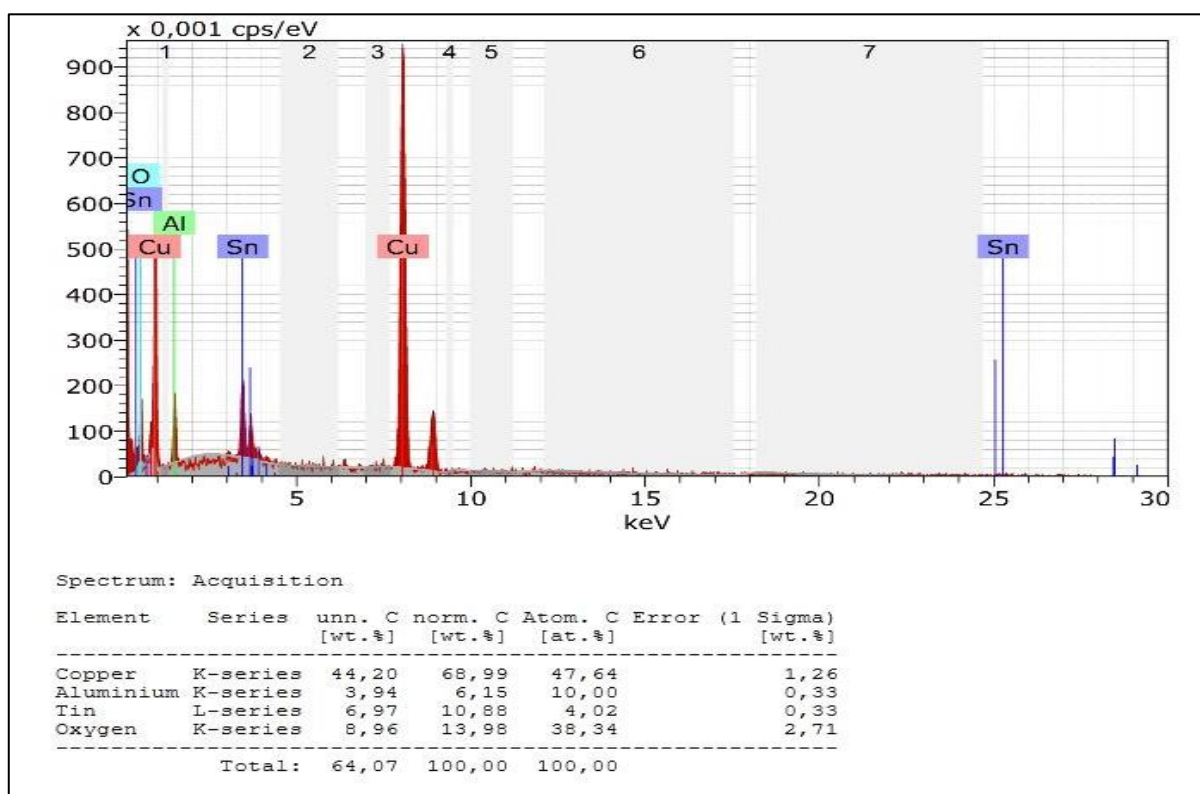 x 0,001 cps/eV
1 2 3 4 5 6 7
900
800
700
600
500
400
300
200
100
0
O
Sn
Al
Cu Sn Cu Sn
5 10 15 20 25 30
keV
Spectrum: Acquisition
Element Series unn. C norm. C Atom. C Error (1 Sigma)
[wt.%] [wt.%] [at.%] [wt.%]
Copper K-series 44,20 68,99 47,64 1,26
Aluminium K-series 3,94 6,15 10,00 0,33
Tin L-series 6,97 10,88 4,02 0,33
Oxygen K-series 8,96 13,98 38,34 2,71
Total: 64,07 100,00 100,00